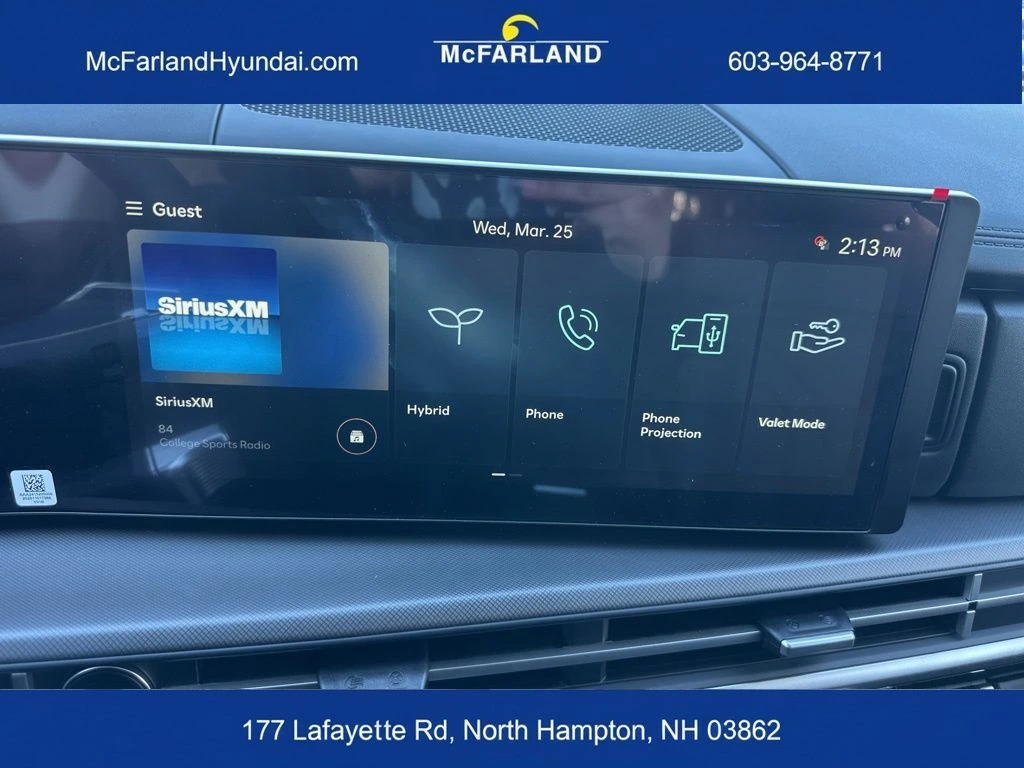 McFarlandHyundai.com
McFARLAND
603-964-8771
Guest
Wed, Mar. 25
2:13 PM
SiriusXM
SiriusXM
84
College Sports Radio
Hybrid
Phone
Phone
Projection
Valet Mode
177 Lafayette Rd, North Hampton, NH 03862